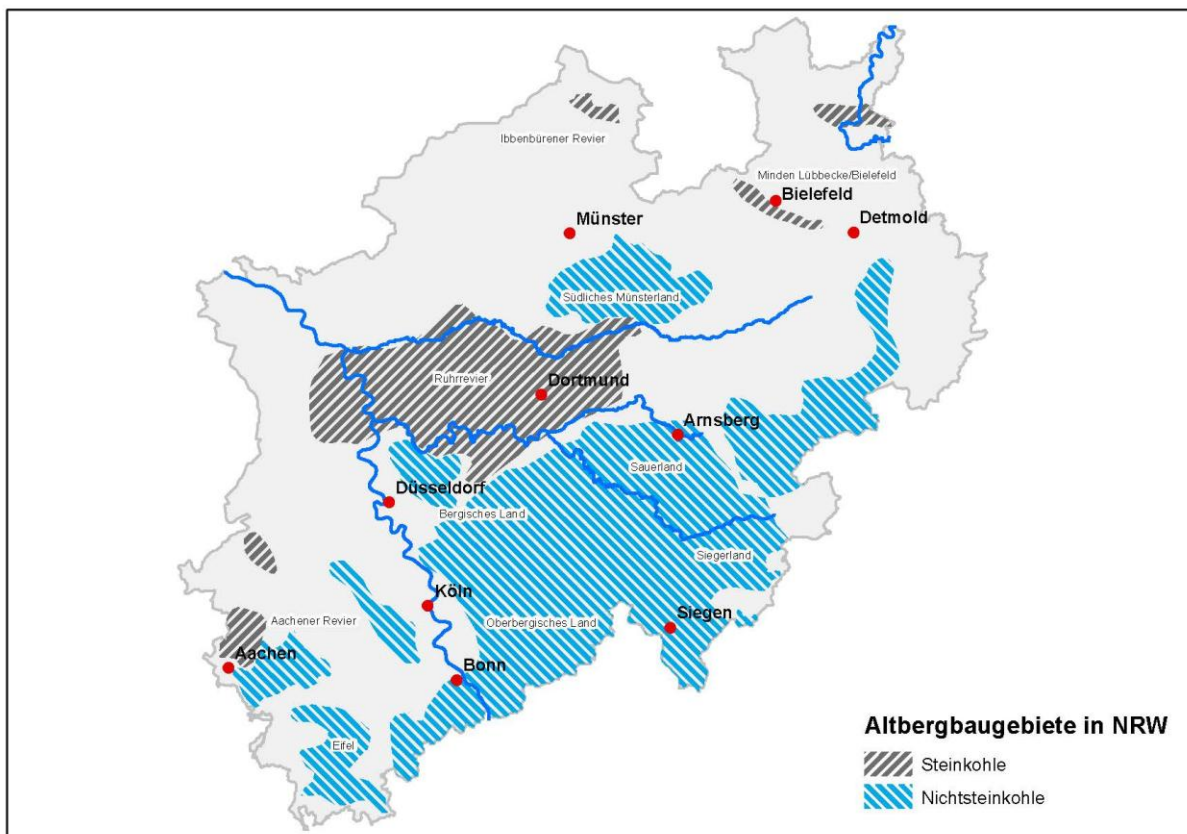 Ibbenbürener Revier
Minden Lübbecke/Bielefeld
Bielefeld
Münster
Detmold
Südliches Münsterland
Ruhrrevier
Dortmund
Arnsberg
Sauerland
Düsseldorf
Bergisches Land
Siegerland
Köln
Aachener Revier
Oberbergisches Land
Siegen
Aachen
Bonn
Eifel
Altbergbaugebiete in NRW
Steinkohle
Nichtsteinkohle